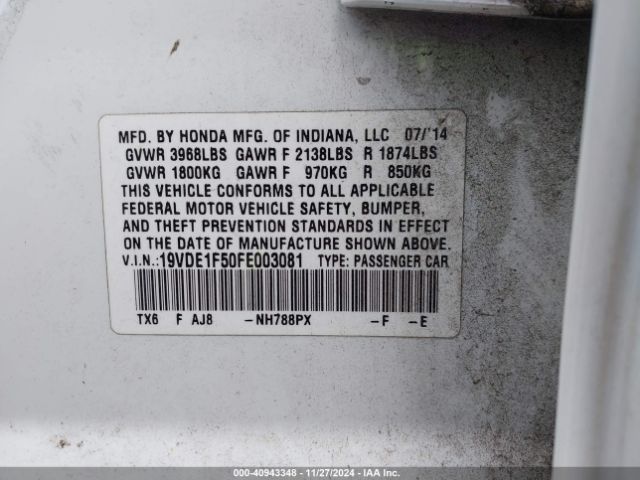 MFD. BY HONDA MFG. OF INDIANA, LLC 07/'14
GVWR 3968LBS GAWR F 2138LBS R 1874LBS
GVWR 1800KG GAWR F 970KG R 850KG
THIS VEHICLE CONFORMS TO ALL APPLICABLE
FEDERAL MOTOR VEHICLE SAFETY, BUMPER,
AND THEFT PREVENTION STANDARDS IN EFFECT
ON THE DATE OF MANUFACTURE SHOWN ABOVE.
V.I.N.:19VDE1F50FE003081 TYPE: PASSENGER CAR
TX6 F AJ8 -NH788PX -F -E
000-40943348 - 11/27/2024 - IAA Inc.